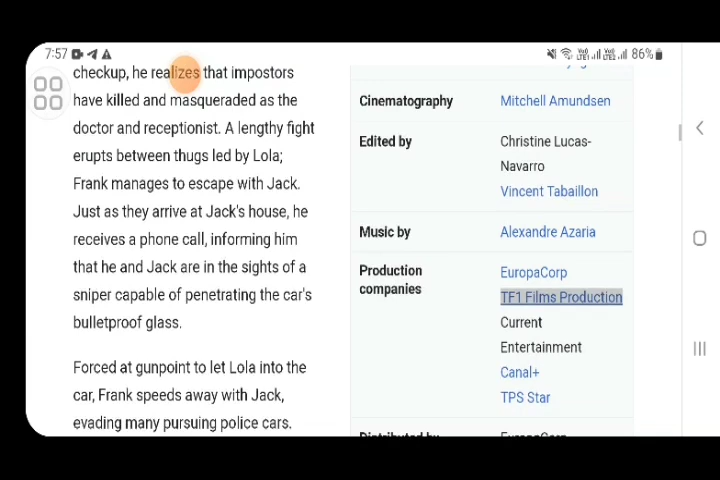 7:57
86%
checkup, he realizes that impostors
have killed and masqueraded as the
doctor and receptionist. A lengthy fight
erupts between thugs led by Lola;
Frank manages to escape with Jack.
Just as they arrive at Jack's house, he
receives a phone call, informing him
that he and Jack are in the sights of a
sniper capable of penetrating the car's
bulletproof glass.
Forced at gunpoint to let Lola into the
car, Frank speeds away with Jack,
evading many pursuing police cars.
Cinematography Mitchell Amundsen
Edited by Christine Lucas-
Navarro
Vincent Tabaillon
Music by Alexandre Azaria
Production EuropaCorp
companies TF1 Films Production
Current
Entertainment
Canal+
TPS Star
Distributed by EuropaCorp